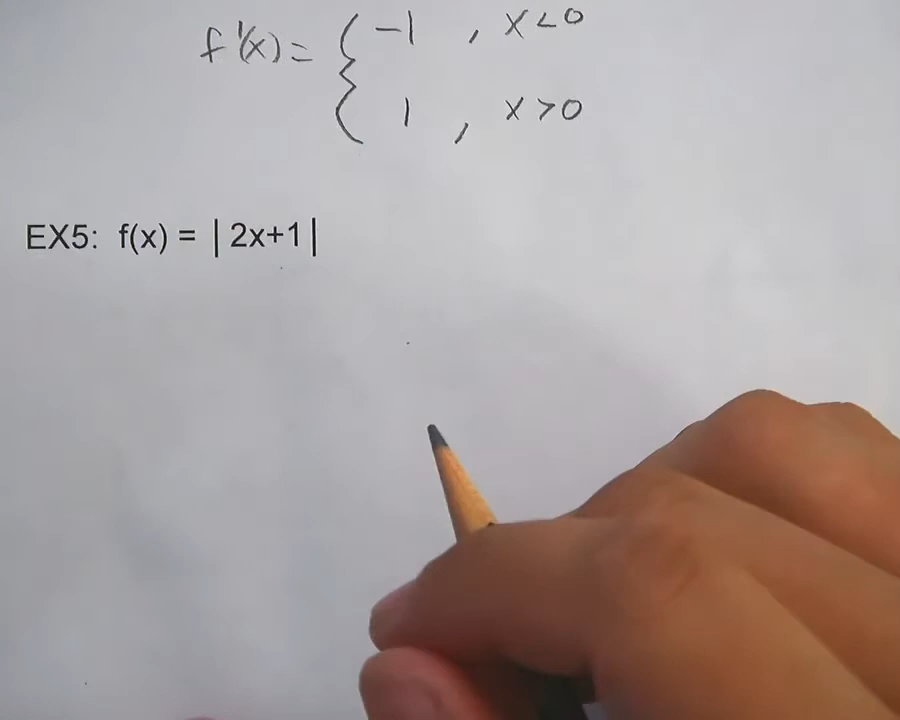 f'(x) = { -1 , x<0
1 , x>0
EX5: f(x) = | 2x+1 |